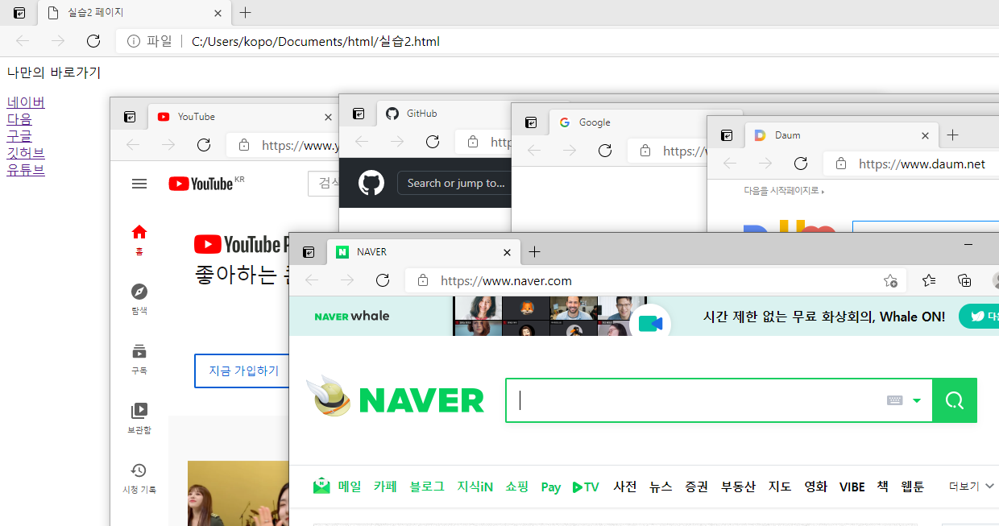 실습2 페이지
파일 C:/Users/kopo/Documents/html/실습2.html
나만의 바로가기
네이버
다음
구글
깃허브
유튜브
YouTube
https://www.y
YouTube KR
검색
홈
탐색
구독
보관함
시청 기록
YouTube P
좋아하는
지금 가입하기
GitHub
http
Search or jump to...
Google
https://w
Daum
https://www.daum.net
다음을 시작페이지로
NAVER
https://www.naver.com
NAVER whale
시간 제한 없는 무료 화상회의, Whale ON!
다운
NAVER
메일 카페 블로그 지식iN 쇼핑 Pay TV 사전 뉴스 증권 부동산 지도 영화 VIBE 책 웹툰 더보기